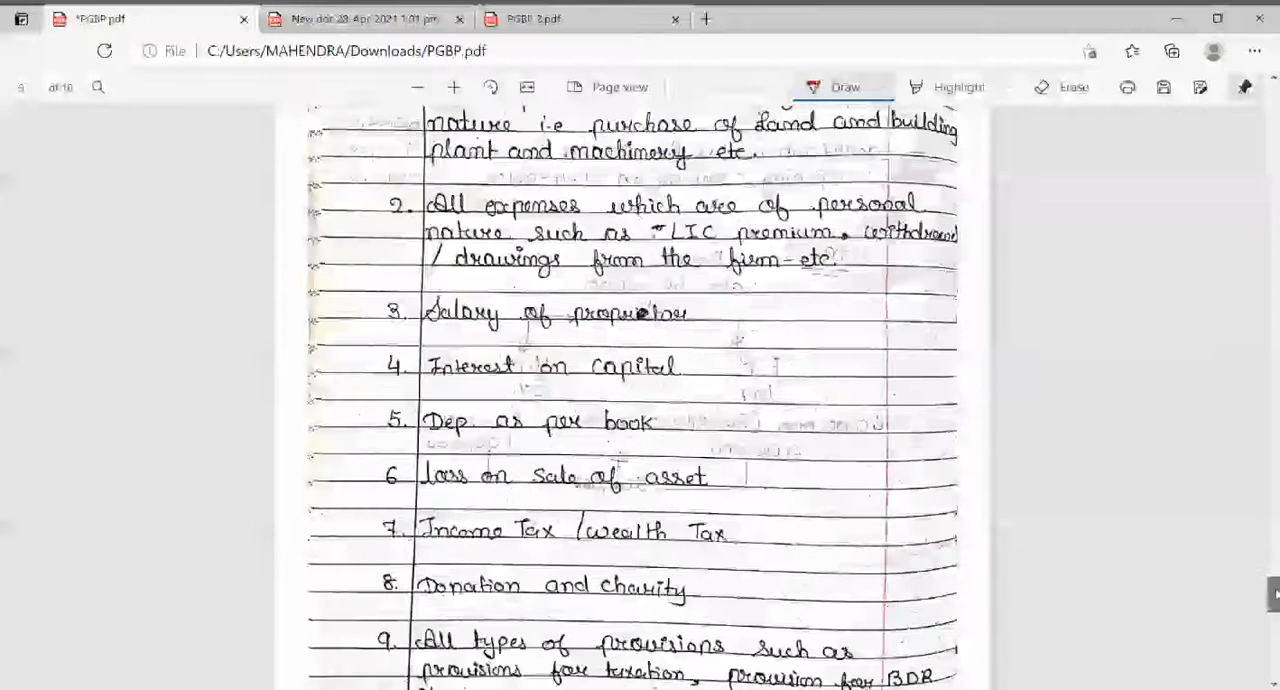 *PGBP.pdf
New doc 28 Apr 2021 1.01 pm
PGBP 2.pdf
File C:/Users/MAHENDRA/Downloads/PGBP.pdf
9 of 16 Page view Draw Highlight Erase
nature i.e purchase of Land and building
plant and machinery etc.
2. All expenses which are of personal
nature such as - LIC premium, withdrawal
/ drawings from the firm etc.
3. Salary of proprietor
4. Interest on capital
5. Dep. as per book
6 loss on sale of asset
7. Income Tax / wealth Tax
8. Donation and charity
9. All types of provisions such as
provisions for taxation, provision for BDR